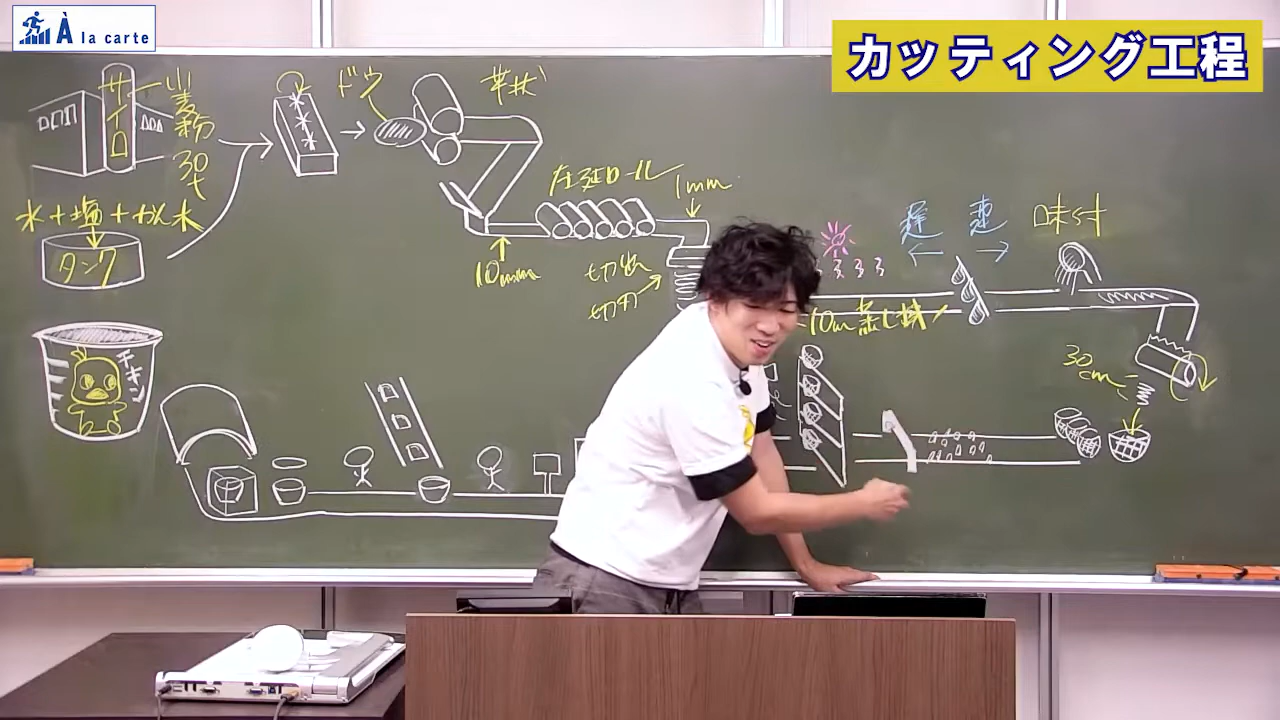 À la carte
カッティング工程
サイロ
小麦粉
30t
水+塩+かん水
タンク
ドウ
帯状
圧延ロール
1mm
10mm
切出
切刃
遅
速
味付
10m蒸し機
30cm
チキン